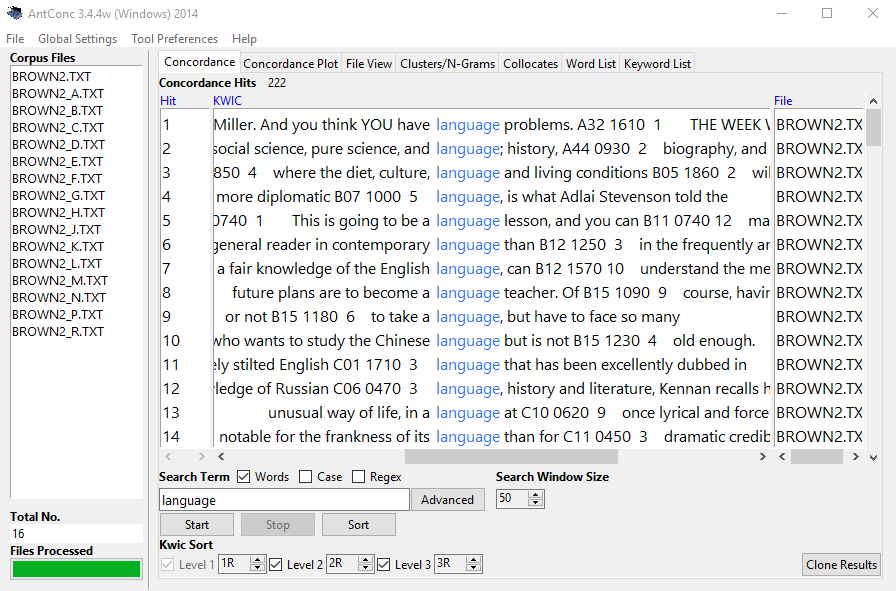 AntConc 3.4.4w (Windows) 2014
File Global Settings Tool Preferences Help
Corpus Files
BROWN2.TXT
BROWN2_A.TXT
BROWN2_B.TXT
BROWN2_C.TXT
BROWN2_D.TXT
BROWN2_E.TXT
BROWN2_F.TXT
BROWN2_G.TXT
BROWN2_H.TXT
BROWN2_J.TXT
BROWN2_K.TXT
BROWN2_L.TXT
BROWN2_M.TXT
BROWN2_N.TXT
BROWN2_P.TXT
BROWN2_R.TXT
Total No.
16
Files Processed
Concordance Concordance Plot File View Clusters/N-Grams Collocates Word List Keyword List
Concordance Hits 222
Hit KWIC File
1 Miller. And you think YOU have language problems. A32 1610 1 THE WEEK BROWN2.TX
2 social science, pure science, and language; history, A44 0930 2 biography, and BROWN2.TX
3 850 4 where the diet, culture, language and living conditions B05 1860 2 wil BROWN2.TX
4 more diplomatic B07 1000 5 language, is what Adlai Stevenson told the BROWN2.TX
5 0740 1 This is going to be a language lesson, and you can B11 0740 12 ma BROWN2.TX
6 general reader in contemporary language than B12 1250 3 in the frequently ar BROWN2.TX
7 a fair knowledge of the English language, can B12 1570 10 understand the me BROWN2.TX
8 future plans are to become a language teacher. Of B15 1090 9 course, havin BROWN2.TX
9 or not B15 1180 6 to take a language, but have to face so many BROWN2.TX
10 who wants to study the Chinese language but is not B15 1230 4 old enough. BROWN2.TX
11 ely stilted English C01 1710 3 language that has been excellently dubbed in BROWN2.TX
12 ledge of Russian C06 0470 3 language, history and literature, Kennan recalls h BROWN2.TX
13 unusual way of life, in a language at C10 0620 9 once lyrical and force BROWN2.TX
14 notable for the frankness of its language than for C11 0450 3 dramatic credib BROWN2.TX
Search Term Words Case Regex Search Window Size
language Advanced 50
Start Stop Sort
Kwic Sort
Level 1 1R Level 2 2R Level 3 3R Clone Results